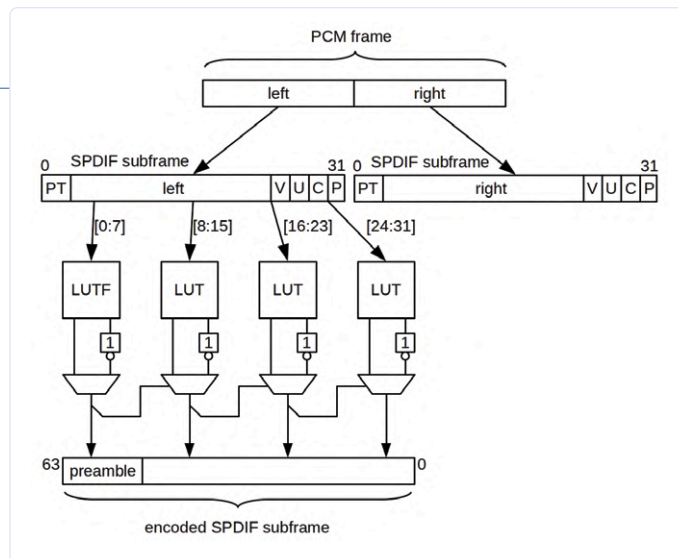 PCM frame
left right
0 SPDIF subframe 31 0 SPDIF subframe 31
PT left V U C P PT right V U C P
[0:7] [8:15] [16:23] [24:31]
LUTF LUT LUT LUT
1 1 1 1
63 preamble 0
encoded SPDIF subframe